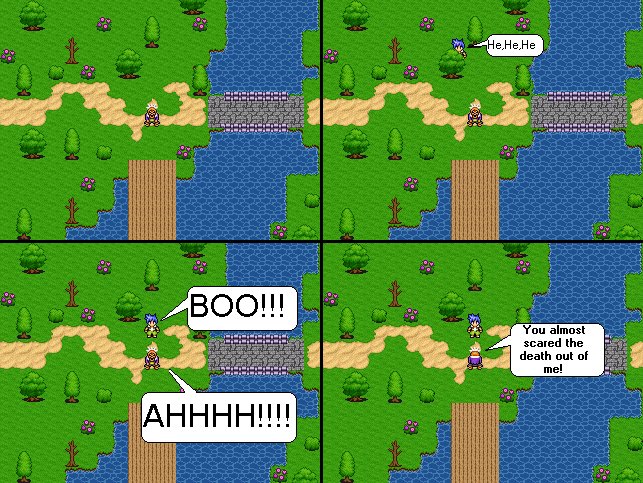 He,He,He
BOO!!!
AHHHH!!!!
You almost
scared the
death out of
me!